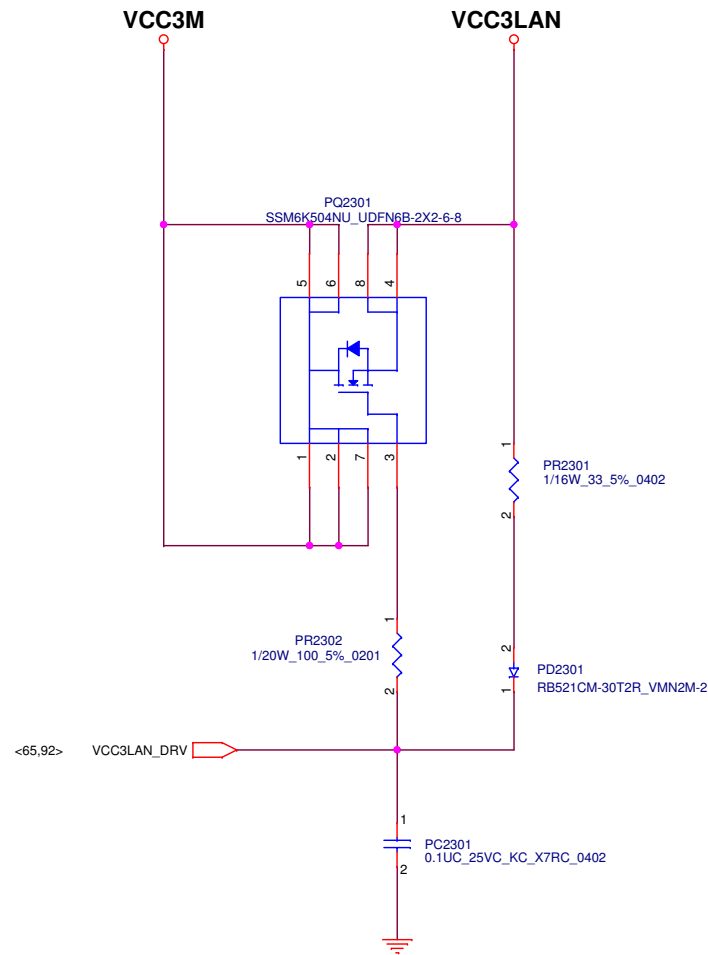 VCC3M
VCC3LAN
PQ2301
SSM6K504NU_UDFN6B-2X2-6-8
5
6
8
4
1
2
7
3
1
PR2301
1/16W_33_5%_0402
2
1
PR2302
1/20W_100_5%_0201
2
2
PD2301
RB521CM-30T2R_VMN2M-2
1
<65,92> VCC3LAN_DRV
1
PC2301
0.1UC_25VC_KC_X7RC_0402
2